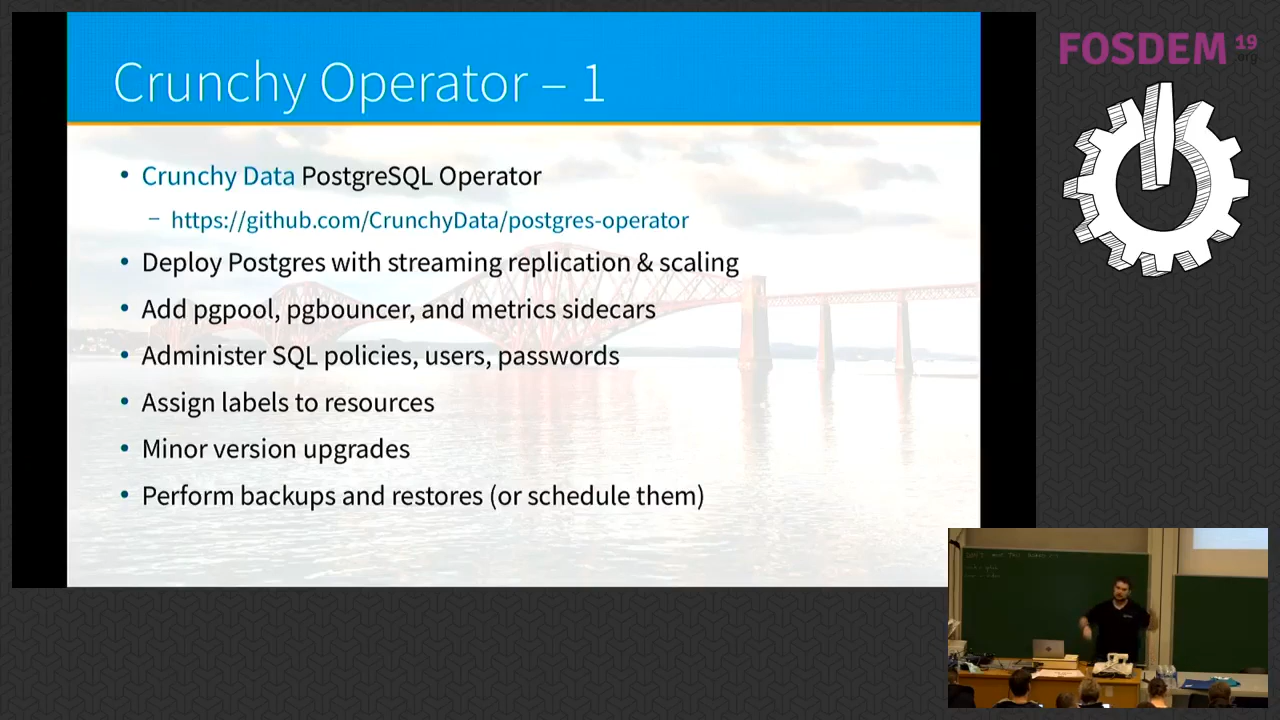 Crunchy Operator – 1
FOSDEM 19
.org
• Crunchy Data PostgreSQL Operator
– https://github.com/CrunchyData/postgres-operator
• Deploy Postgres with streaming replication & scaling
• Add pgpool, pgbouncer, and metrics sidecars
• Administer SQL policies, users, passwords
• Assign labels to resources
• Minor version upgrades
• Perform backups and restores (or schedule them)